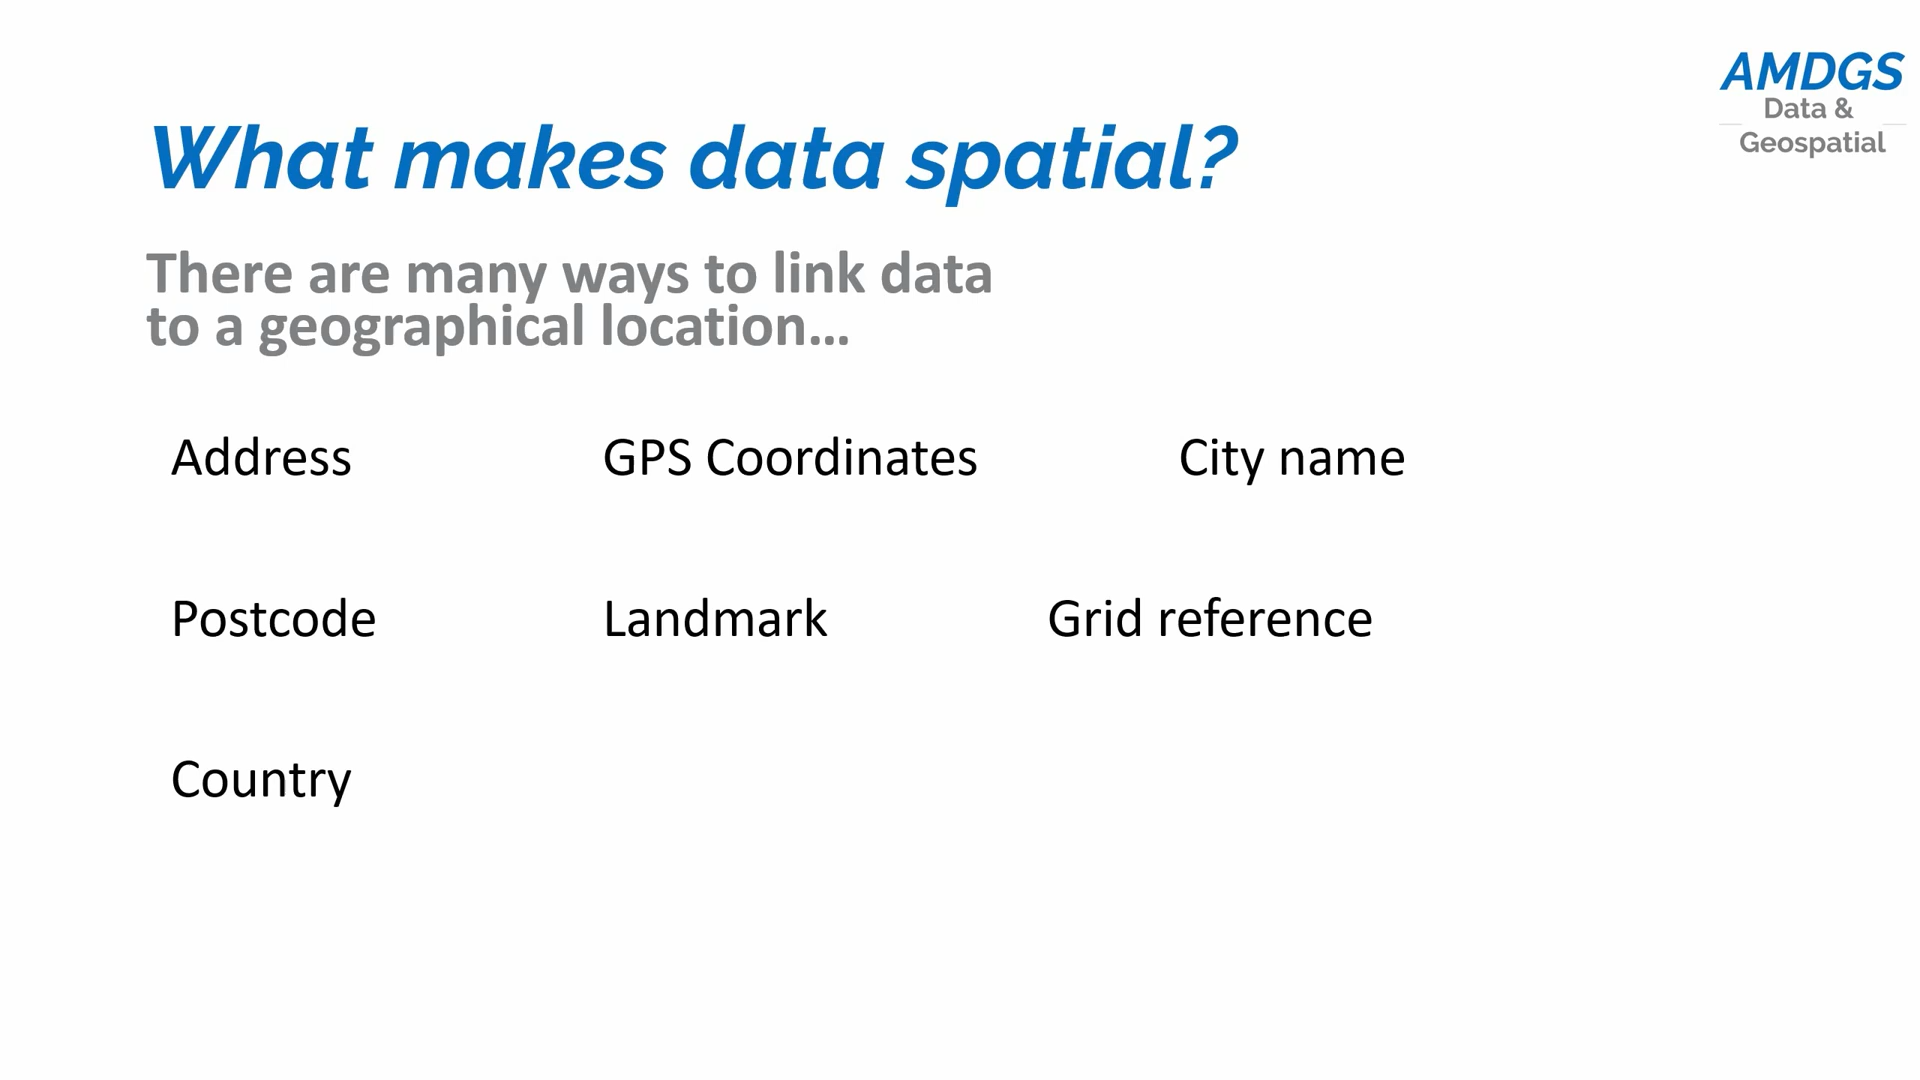 AMDGS
Data &
Geospatial
What makes data spatial?
There are many ways to link data
to a geographical location...
Address GPS Coordinates City name
Postcode Landmark Grid reference
Country